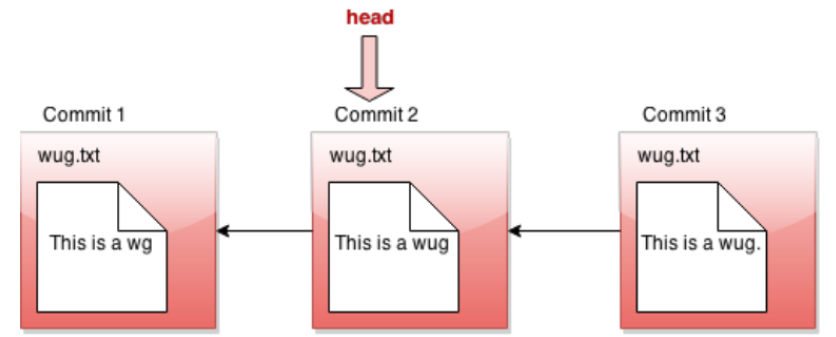 head
Commit 1
Commit 2
Commit 3
wug.txt
wug.txt
wug.txt
This is a wg
This is a wug
This is a wug.